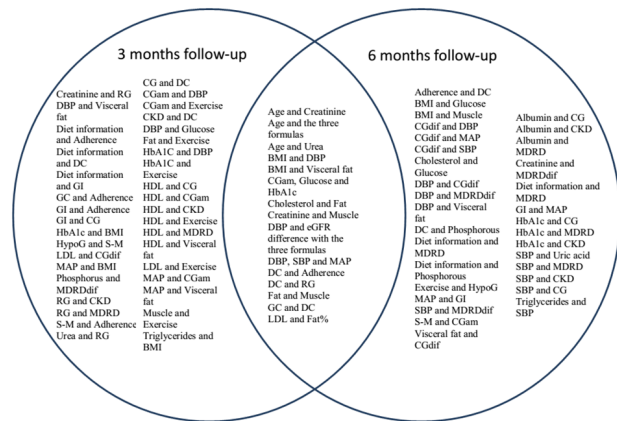 3 months follow-up
6 months follow-up
Creatinine and RG
DBP and Visceral
fat
Diet information
and Adherence
Diet information
and DC
Diet information
and GI
GC and Adherence
GI and Adherence
GI and CG
HbA1c and BMI
HypoG and S-M
LDL and CGdif
MAP and BMI
Phosphorus and
MDRDdif
RG and CKD
RG and MDRD
S-M and Adherence
Urea and RG
CG and DC
CGam and DBP
CGam and Exercise
CKD and DC
DBP and Glucose
Fat and Exercise
HbA1C and DBP
HbA1C and
Exercise
HDL and CG
HDL and CGam
HDL and CKD
HDL and Exercise
HDL and MDRD
HDL and Visceral
fat
LDL and Exercise
MAP and CGam
MAP and Visceral
fat
Muscle and
Exercise
Triglycerides and
BMI
Age and Creatinine
Age and the three
formulas
Age and Urea
BMI and DBP
BMI and Visceral fat
CGam, Glucose and
HbA1c
Cholesterol and Fat
Creatinine and Muscle
DBP and eGFR
difference with the
three formulas
DBP, SBP and MAP
DC and Adherence
DC and RG
Fat and Muscle
GC and DC
LDL and Fat%
Adherence and DC
BMI and Glucose
BMI and Muscle
CGdif and DBP
CGdif and MAP
CGdif and SBP
Cholesterol and
Glucose
DBP and CGdif
DBP and MDRDdif
DBP and Visceral
fat
DC and Phosphorous
Diet information and
MDRD
Diet information and
Phosphorous
Exercise and HypoG
MAP and GI
SBP and MDRDdif
S-M and CGam
Visceral fat and
CGdif
Albumin and CG
Albumin and CKD
Albumin and
MDRD
Creatinine and
MDRDdif
Diet information and
MDRD
GI and MAP
HbA1c and CG
HbA1c and MDRD
HbA1c and CKD
SBP and Uric acid
SBP and MDRD
SBP and CKD
SBP and CG
Triglycerides and
SBP